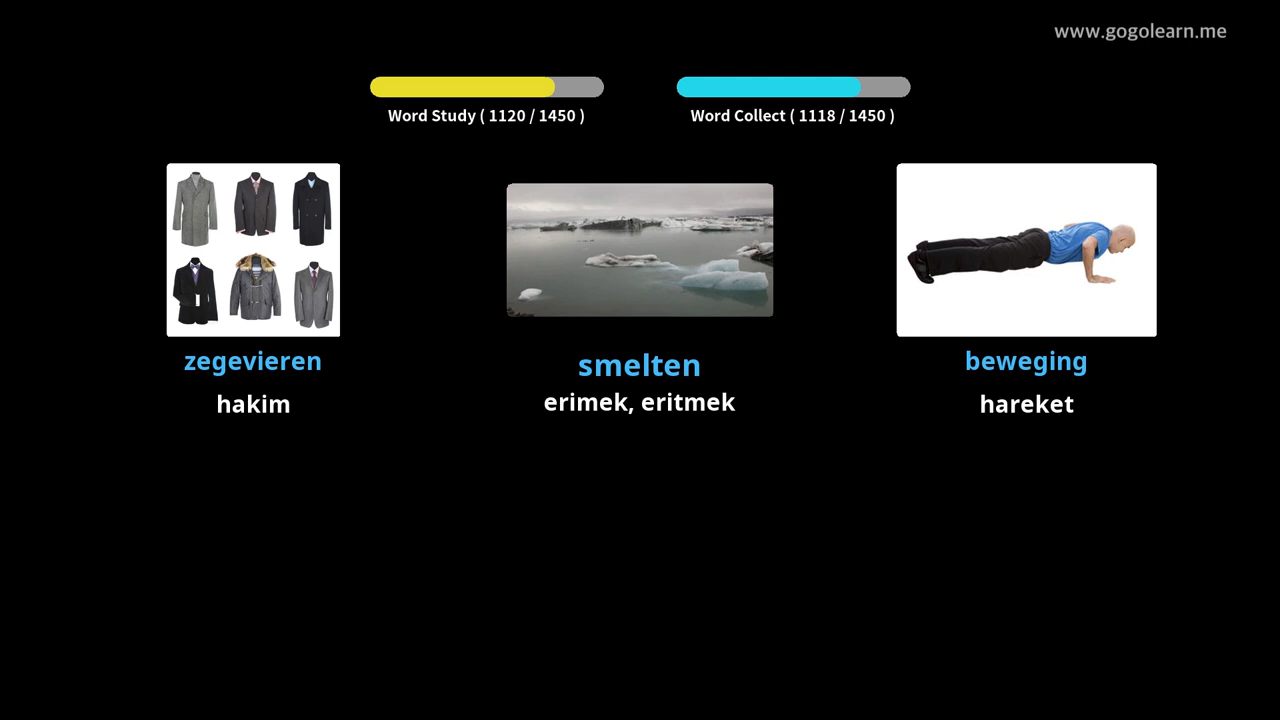 www.gogolearn.me
Word Study ( 1120 / 1450 )
Word Collect ( 1118 / 1450 )
zegevieren
hakim
smelten
erimek, eritmek
beweging
hareket